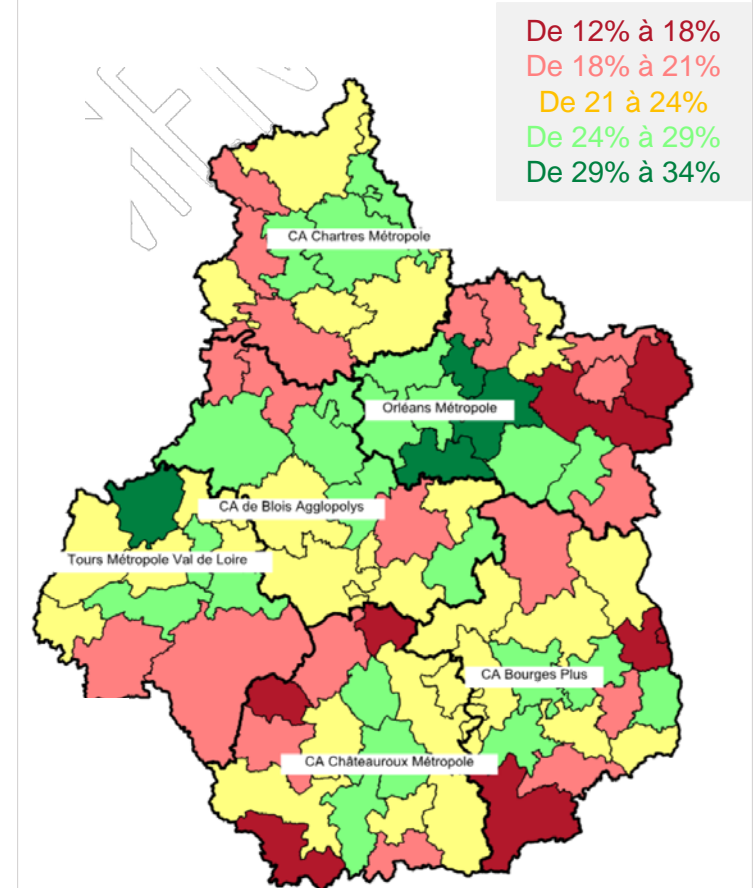 De 12% à 18%
De 18% à 21%
De 21 à 24%
De 24% à 29%
De 29% à 34%
CA Chartres Métropole
Orléans Métropole
CA de Blois Agglopolys
Tours Métropole Val de Loire
CA Bourges Plus
CA Châteauroux Métropole